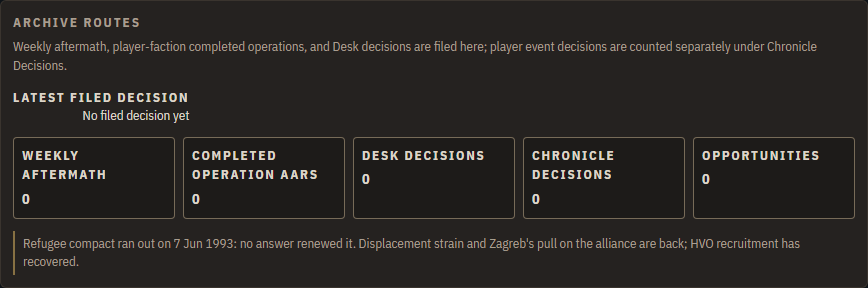 ARCHIVE ROUTES
Weekly aftermath, player-faction completed operations, and Desk decisions are filed here; player event decisions are counted separately under Chronicle
Decisions.
LATEST FILED DECISION
No filed decision yet
WEEKLY
AFTERMATH
0
COMPLETED
OPERATION AARS
0
DESK DECISIONS
0
CHRONICLE
DECISIONS
0
OPPORTUNITIES
0
Refugee compact ran out on 7 Jun 1993: no answer renewed it. Displacement strain and Zagreb's pull on the alliance are back; HVO recruitment has
recovered.